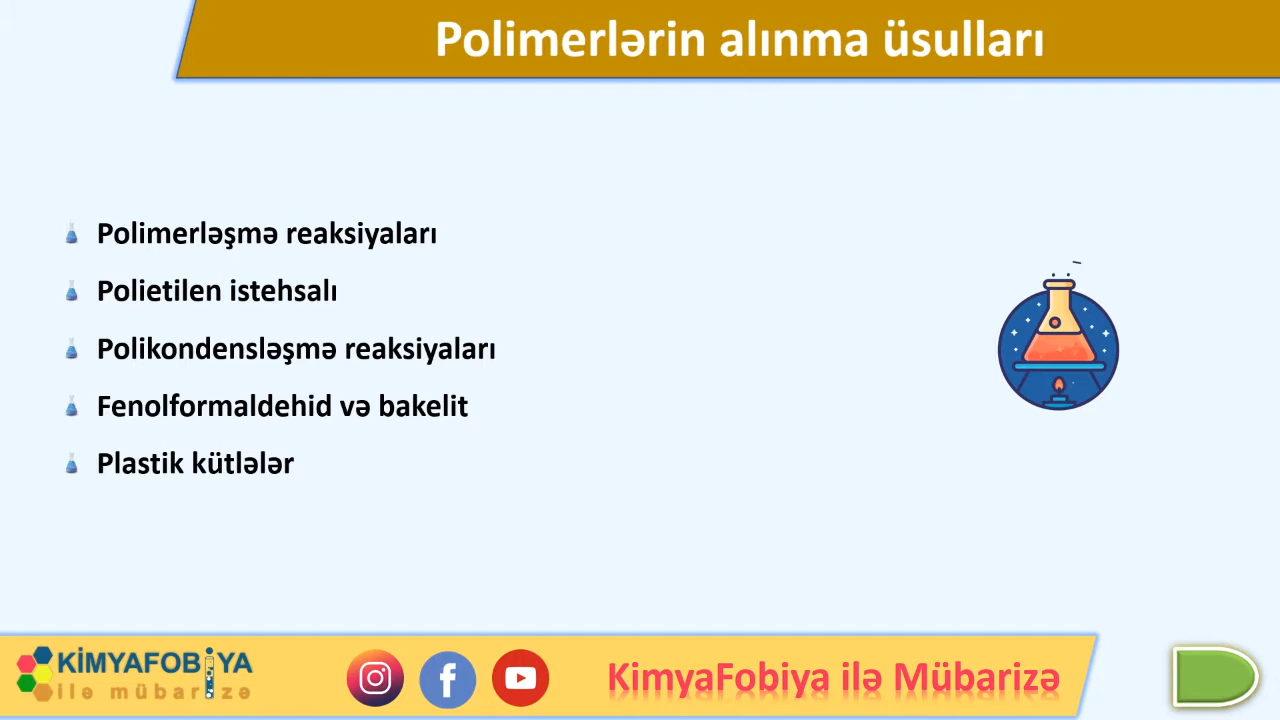 Polimerlərin alınma üsulları
Polimerləşmə reaksiyaları
Polietilen istehsalı
Polikondensləşmə reaksiyaları
Fenolformaldehid və bakelit
Plastik kütlələr
KİMYAFOBİYA
ilə mübarizə
KimyaFobiya ilə Mübarizə